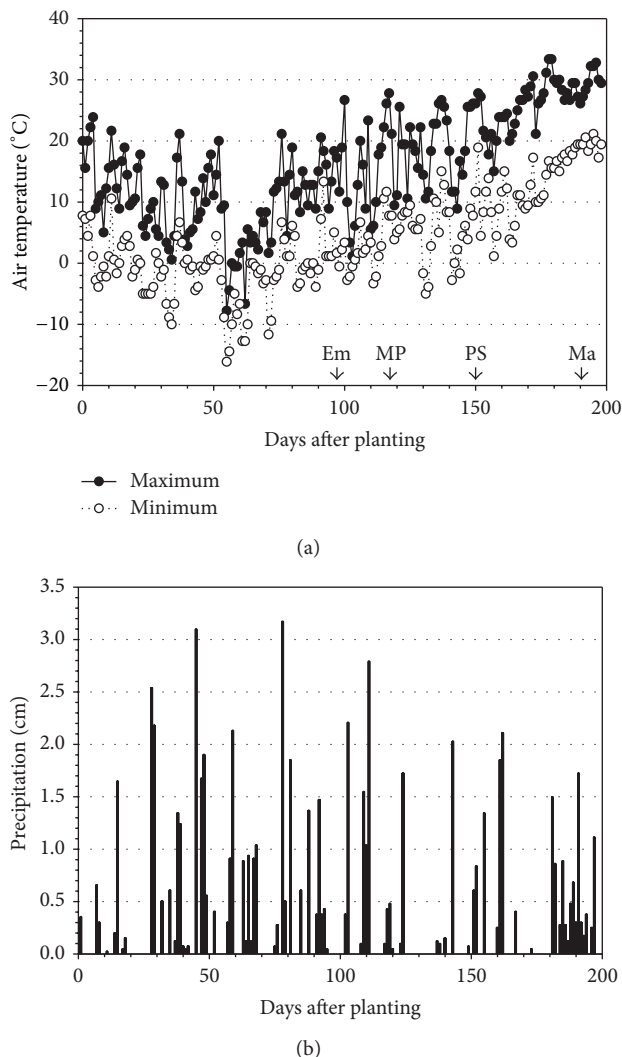 40
30
20
10
0
−10
−20
Air temperature (°C)
Em MP PS Ma
0 50 100 150 200
Days after planting
Maximum
Minimum
(a)
3.5
3.0
2.5
2.0
1.5
1.0
0.5
0.0
Precipitation (cm)
0 50 100 150 200
Days after planting
(b)